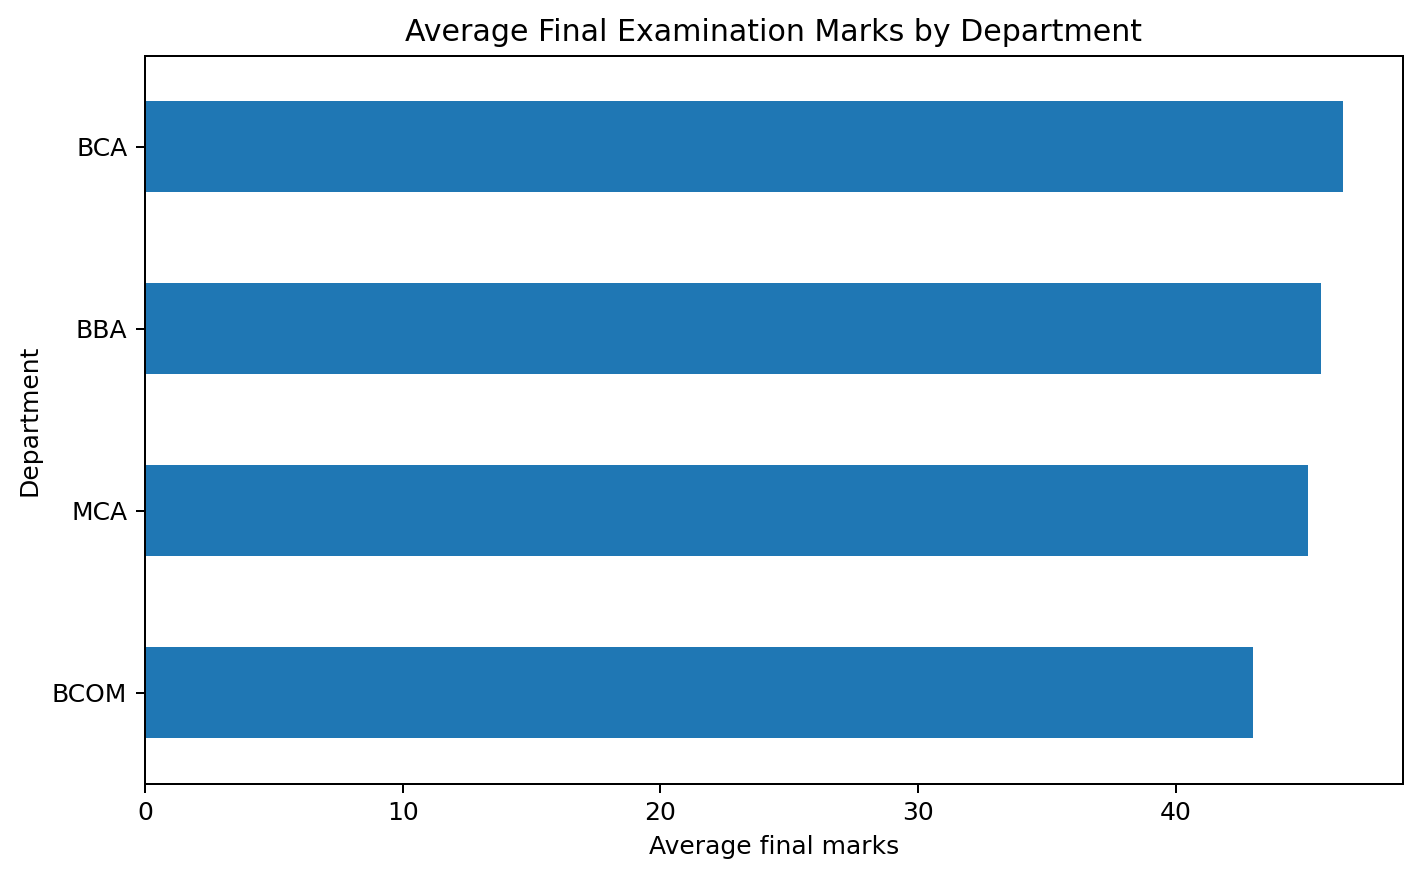 Average Final Examination Marks by Department
BCA
BBA
MCA
BCOM
Department
0 10 20 30 40
Average final marks